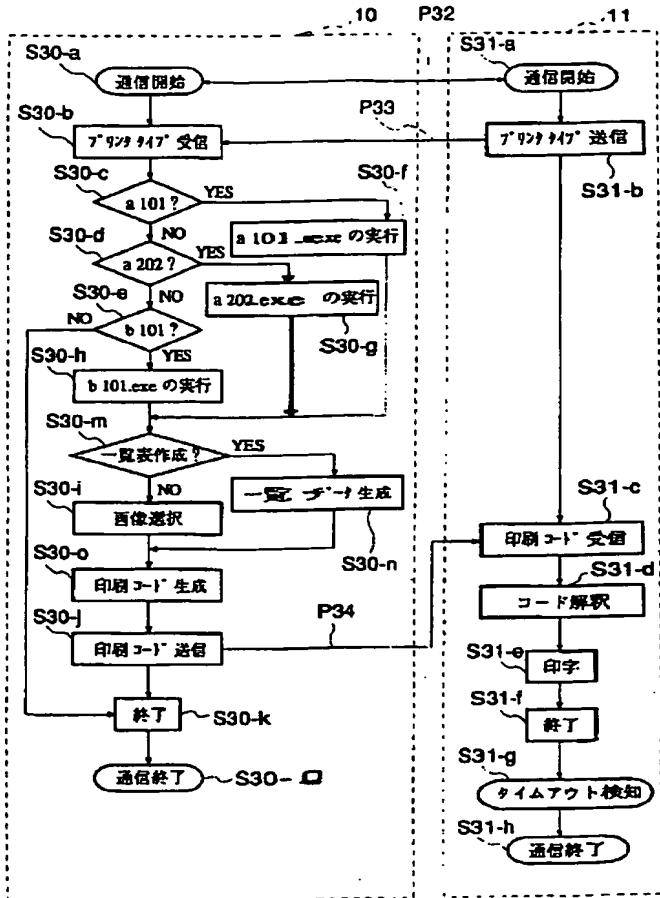 10
P32
11
S30-a
通信開始
S31-a
通信開始
S30-b
プリンタタイプ 受信
P33
プリンタタイプ 送信
S31-b
S30-c
a 101 ?
YES
S30-f
a 101 .exe の実行
NO
S30-d
a 202 ?
YES
a 202.exe の実行
S30-g
NO
S30-e
b 101 ?
NO
YES
S30-h
b 101.exe の実行
S30-m
一覧表作成 ?
YES
一覧 データ 生成
S30-n
NO
S30-i
画像選択
S31-c
印刷 コード 受信
S30-o
印刷 コード 生成
S31-d
コード 解釈
S30-j
印刷 コード 送信
P34
S31-e
印字
終了
S30-k
S31-f
終了
通信終了
S30-
S31-g
タイムアウト検知
S31-h
通信終了